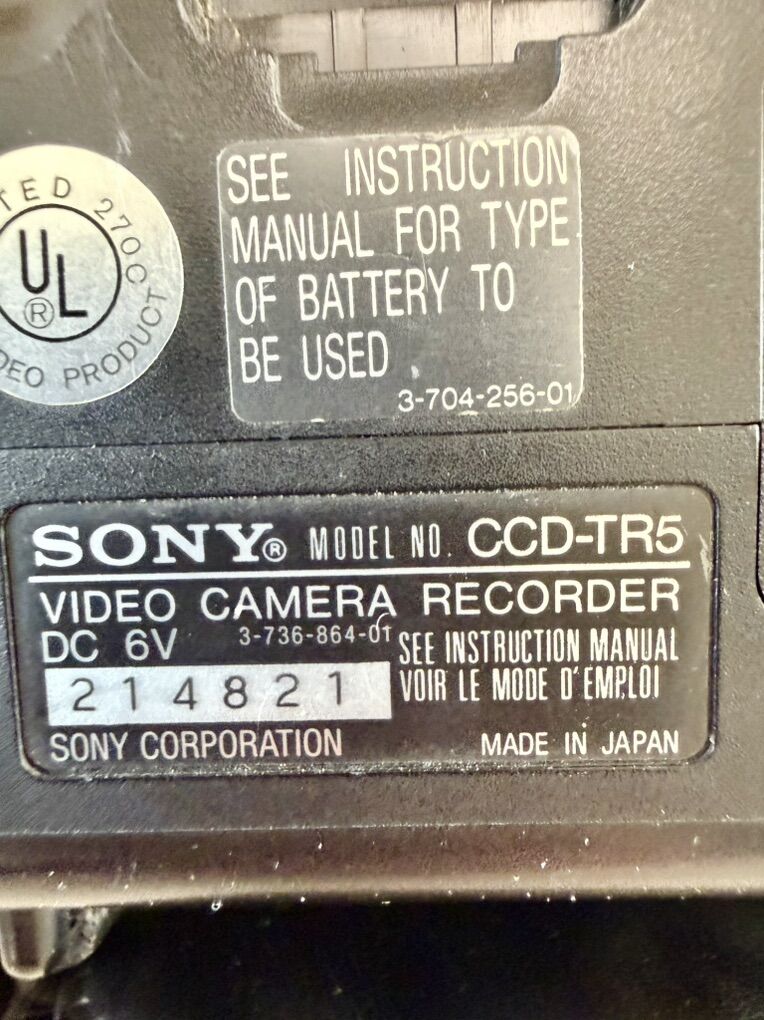 SEE INSTRUCTION
MANUAL FOR TYPE
OF BATTERY TO
BE USED
3-704-256-01
270C
UL
®
PRODUCT
SONY® MODEL NO. CCD-TR5
VIDEO CAMERA RECORDER
DC 6V 3-736-864-01 SEE INSTRUCTION MANUAL
214821 VOIR LE MODE D'EMPLOI
SONY CORPORATION MADE IN JAPAN